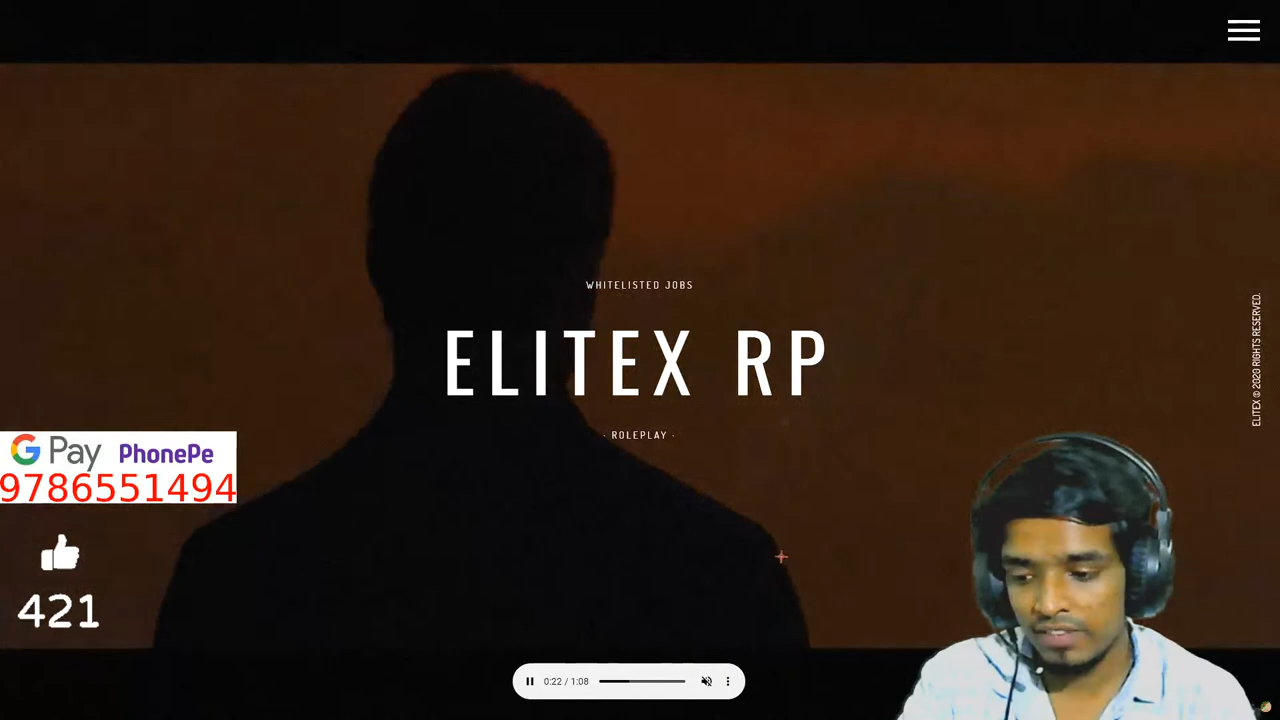 WHITELISTED JOBS
ELITEX RP
· ROLEPLAY ·
ELITEX © 2020 RIGHTS RESERVED.
G Pay PhonePe
9786551494
421
0:22 / 1:08